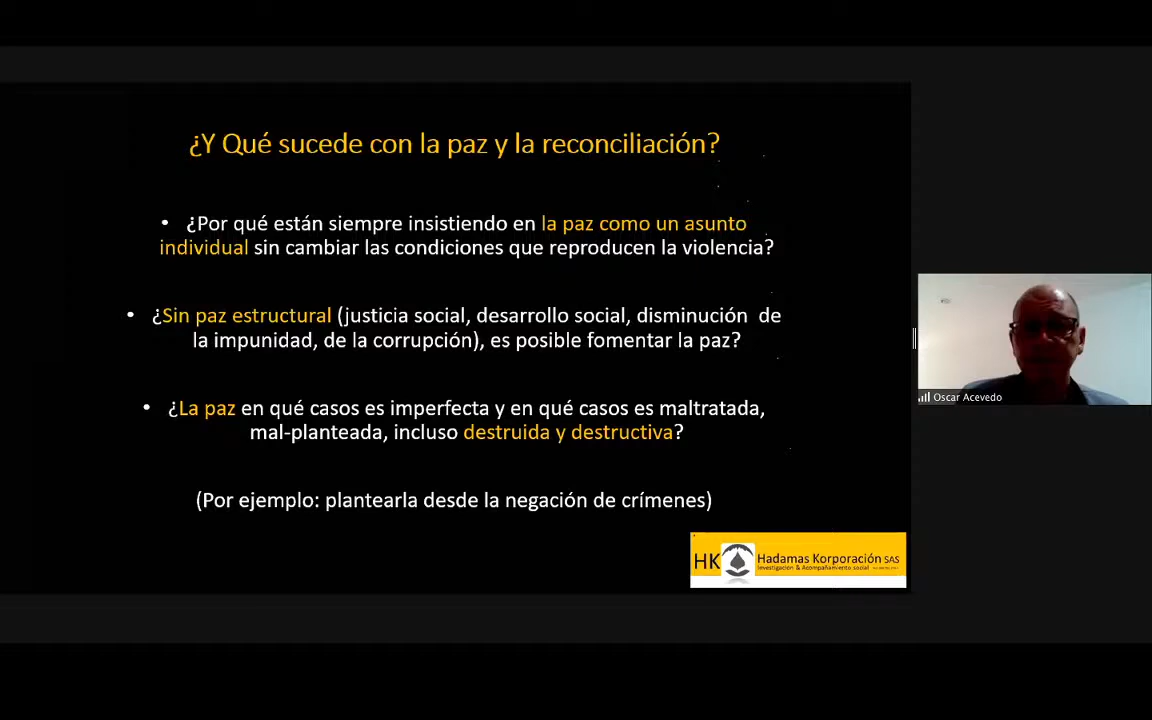 ¿Y Qué sucede con la paz y la reconciliación?
• ¿Por qué están siempre insistiendo en la paz como un asunto
individual sin cambiar las condiciones que reproducen la violencia?
• ¿Sin paz estructural (justicia social, desarrollo social, disminución de
la impunidad, de la corrupción), es posible fomentar la paz?
• ¿La paz en qué casos es imperfecta y en qué casos es maltratada,
mal-planteada, incluso destruida y destructiva?
(Por ejemplo: plantearla desde la negación de crímenes)
HK Hadamas Korporación SAS
Investigación & Acompañamiento social
Oscar Acevedo